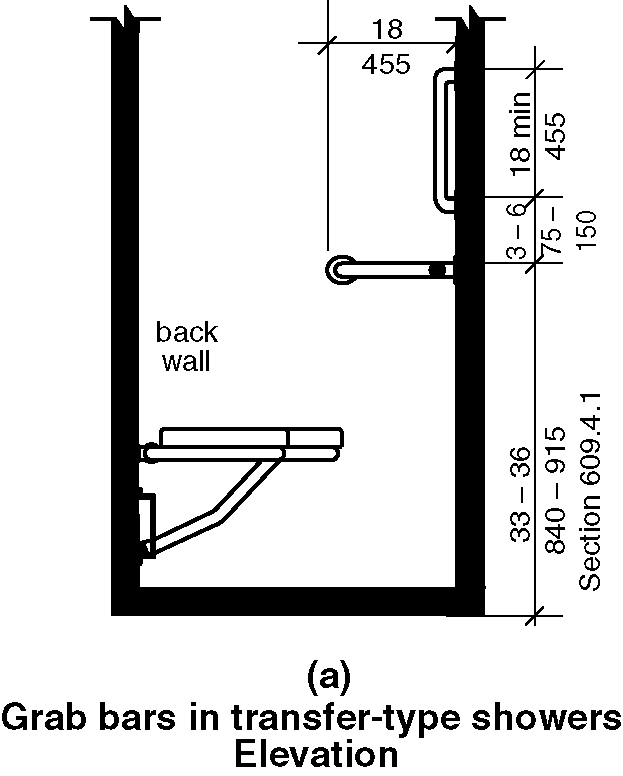 18
455
18 min
455
3 – 6
75 –
150
back
wall
33 – 36
840 – 915
Section 609.4.1
(a)
Grab bars in transfer-type showers
Elevation